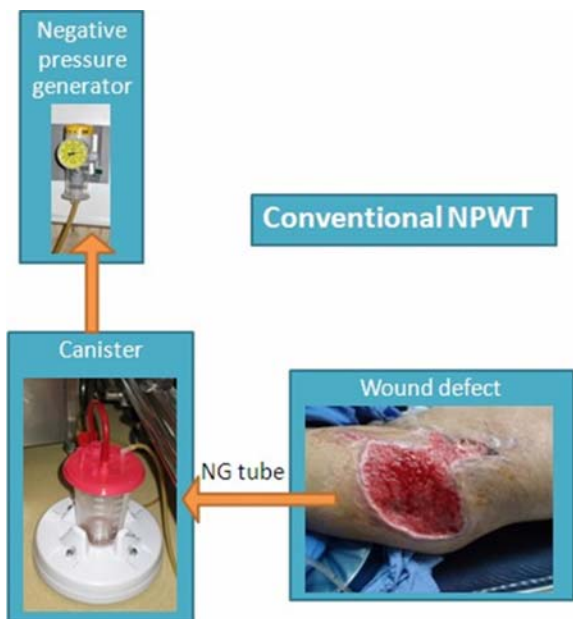 Negative
pressure
generator
Conventional NPWT
Canister
Wound defect
NG tube